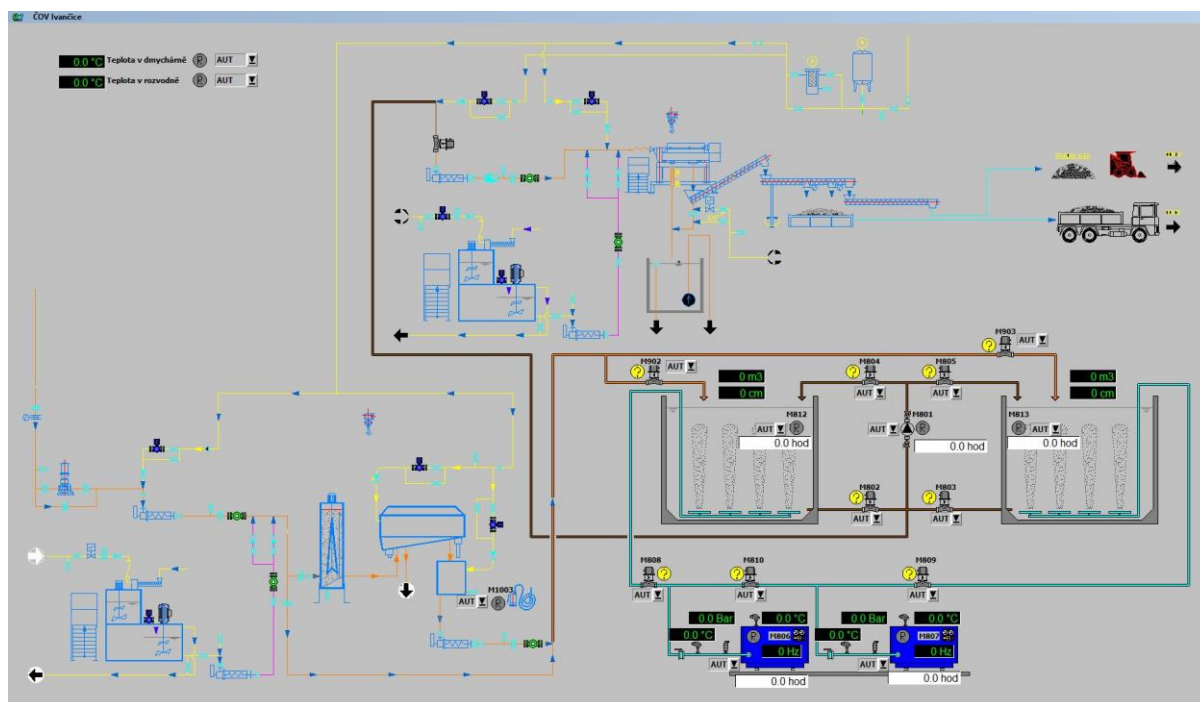 ČOV Ivančice
0.0 °C Teplota v dmychárně R AUT
0.0 °C Teplota v rozvodně R AUT
M903
? AUT
M902
? AUT
0 m3
0 cm
M804
? AUT
M805
? AUT
0 m3
0 cm
M812
AUT R
0.0 hod
M801
AUT R
0.0 hod
M813
R AUT
0.0 hod
M802
? AUT
M803
? AUT
M808
? AUT
M810
? AUT
M809
? AUT
M1003
AUT R
0.0 Bar 0.0 °C
0.0 °C
R M806
0 Hz
AUT
0.0 hod
0.0 Bar 0.0 °C
0.0 °C
R M807
0 Hz
AUT
0.0 hod